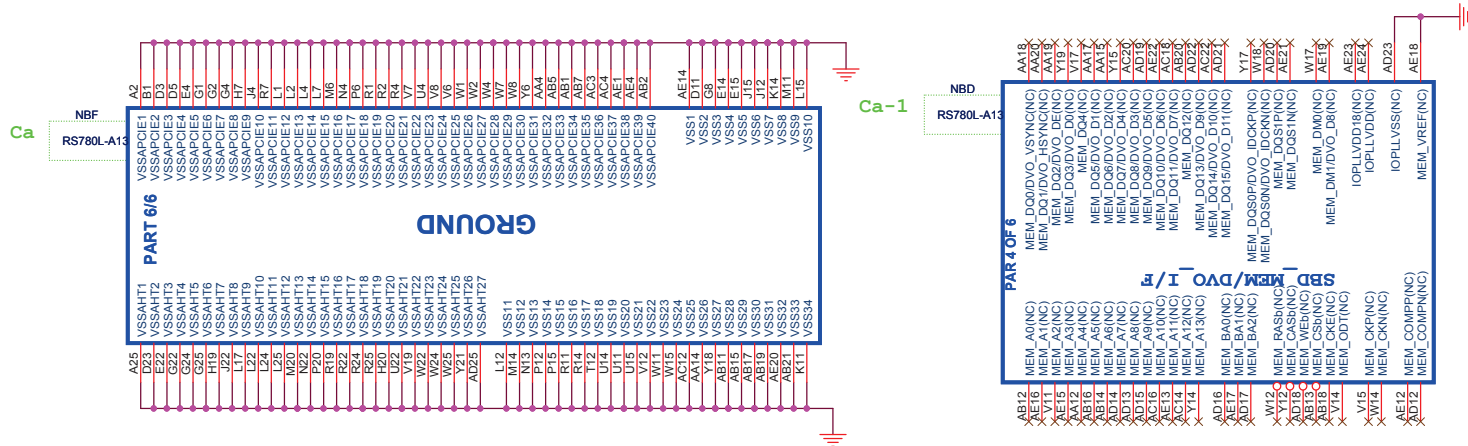 A2
B1
D3
D5
E4
G1
G2
G4
H7
J4
R7
L1
L2
L4
L7
M6
N4
P6
R1
R2
R4
V7
U4
V8
V6
W1
W2
W4
W7
W8
Y6
AA4
AB5
AB1
AB7
AC3
AC4
AE1
AE4
AB2
AE14
D11
G8
E14
E15
J15
J12
K14
M11
L15
Ca
NBF
RS780L-A13
VSSAPCIE1
VSSAPCIE2
VSSAPCIE3
VSSAPCIE4
VSSAPCIE5
VSSAPCIE6
VSSAPCIE7
VSSAPCIE8
VSSAPCIE9
VSSAPCIE10
VSSAPCIE11
VSSAPCIE12
VSSAPCIE13
VSSAPCIE14
VSSAPCIE15
VSSAPCIE16
VSSAPCIE17
VSSAPCIE18
VSSAPCIE19
VSSAPCIE20
VSSAPCIE21
VSSAPCIE22
VSSAPCIE23
VSSAPCIE24
VSSAPCIE25
VSSAPCIE26
VSSAPCIE27
VSSAPCIE28
VSSAPCIE29
VSSAPCIE30
VSSAPCIE31
VSSAPCIE32
VSSAPCIE33
VSSAPCIE34
VSSAPCIE35
VSSAPCIE36
VSSAPCIE37
VSSAPCIE38
VSSAPCIE39
VSSAPCIE40
VSS1
VSS2
VSS3
VSS4
VSS5
VSS6
VSS7
VSS8
VSS9
VSS10
PART 6/6
GROUND
VSSAHT1
VSSAHT2
VSSAHT3
VSSAHT4
VSSAHT5
VSSAHT6
VSSAHT7
VSSAHT8
VSSAHT9
VSSAHT10
VSSAHT11
VSSAHT12
VSSAHT13
VSSAHT14
VSSAHT15
VSSAHT16
VSSAHT17
VSSAHT18
VSSAHT19
VSSAHT20
VSSAHT21
VSSAHT22
VSSAHT23
VSSAHT24
VSSAHT25
VSSAHT26
VSSAHT27
VSS11
VSS12
VSS13
VSS14
VSS15
VSS16
VSS17
VSS18
VSS19
VSS20
VSS21
VSS22
VSS23
VSS24
VSS25
VSS26
VSS27
VSS28
VSS29
VSS30
VSS31
VSS32
VSS33
VSS34
A25
D23
E22
G22
G24
G25
H19
J22
L17
L22
L24
L25
M20
N22
P20
R19
R22
R24
R25
H20
U22
V19
W22
W24
W25
Y21
AD25
L12
M14
N13
P12
P15
R11
R14
T12
U14
U11
U15
V12
W11
W15
AC12
AA14
Y18
AB11
AB15
AB17
AB19
AE20
AB21
K11
AA18
AA20
AA19
Y19
V17
AA17
AA15
Y15
AC20
AD19
AE22
AC18
AB20
AD22
AC22
AD21
Y17
W18
AD20
AE21
W17
AE19
AE23
AE24
AD23
AE18
Ca-1
NBD
RS780L-A13
MEM_DQ0/DVO_VSYNC(NC)
MEM_DQ1/DVO_HSYNC(NC)
MEM_DQ2/DVO_DE(NC)
MEM_DQ3/DVO_D0(NC)
MEM_DQ4(NC)
MEM_DQ5/DVO_D1(NC)
MEM_DQ6/DVO_D2(NC)
MEM_DQ7/DVO_D4(NC)
MEM_DQ8/DVO_D3(NC)
MEM_DQ9/DVO_D5(NC)
MEM_DQ10/DVO_D6(NC)
MEM_DQ11/DVO_D7(NC)
MEM_DQ12(NC)
MEM_DQ13/DVO_D9(NC)
MEM_DQ14/DVO_D10(NC)
MEM_DQ15/DVO_D11(NC)
MEM_DQS0P/DVO_IDCKP(NC)
MEM_DQS0N/DVO_IDCKN(NC)
MEM_DQS1P(NC)
MEM_DQS1N(NC)
MEM_DM0(NC)
MEM_DM1/DVO_D8(NC)
IOPLLVDD18(NC)
IOPLLVDD(NC)
IOPLLVSS(NC)
MEM_VREF(NC)
PAR 4 OF 6
SBD_MEM/DVO_I/F
MEM_A0(NC)
MEM_A1(NC)
MEM_A2(NC)
MEM_A3(NC)
MEM_A4(NC)
MEM_A5(NC)
MEM_A6(NC)
MEM_A7(NC)
MEM_A8(NC)
MEM_A9(NC)
MEM_A10(NC)
MEM_A11(NC)
MEM_A12(NC)
MEM_A13(NC)
MEM_BA0(NC)
MEM_BA1(NC)
MEM_BA2(NC)
MEM_RASb(NC)
MEM_CASb(NC)
MEM_WEb(NC)
MEM_CSb(NC)
MEM_CKE(NC)
MEM_ODT(NC)
MEM_CKP(NC)
MEM_CKN(NC)
MEM_COMPP(NC)
MEM_COMPN(NC)
AB12
AE16
V11
AE15
AA12
AB16
AB14
AD14
AD13
AD15
AC16
AE13
AC14
Y14
AD16
AE17
AD17
W12
Y12
AD18
AB13
AB18
V14
V15
W14
AE12
AD12